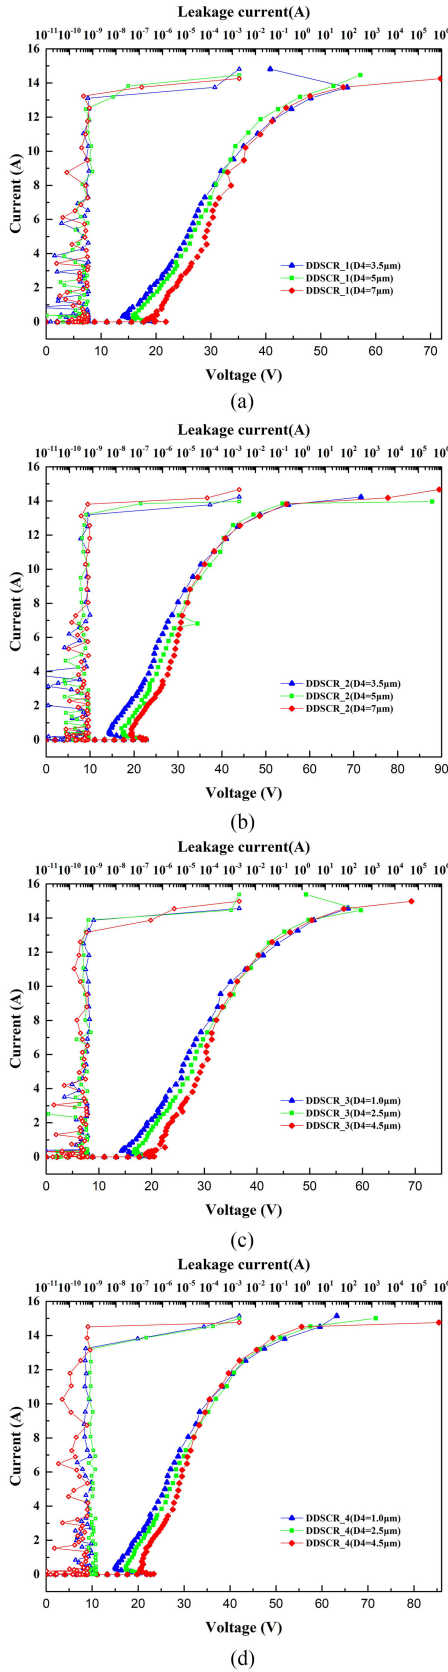 Leakage current(A)
10⁻¹¹ 10⁻¹⁰ 10⁻⁹ 10⁻⁸ 10⁻⁷ 10⁻⁶ 10⁻⁵ 10⁻⁴ 10⁻³ 10⁻² 10⁻¹ 10⁰ 10¹ 10² 10³ 10⁴ 10⁵ 10⁶
16
14
12
10
8
6
4
2
0
Current (A)
DDSCR_1(D4=3.5μm)
DDSCR_1(D4=5μm)
DDSCR_1(D4=7μm)
0 10 20 30 40 50 60 70
Voltage (V)
(a)
Leakage current(A)
10⁻¹¹ 10⁻¹⁰ 10⁻⁹ 10⁻⁸ 10⁻⁷ 10⁻⁶ 10⁻⁵ 10⁻⁴ 10⁻³ 10⁻² 10⁻¹ 10⁰ 10¹ 10² 10³ 10⁴ 10⁵ 10⁶
16
14
12
10
8
6
4
2
0
Current (A)
DDSCR_2(D4=3.5μm)
DDSCR_2(D4=5μm)
DDSCR_2(D4=7μm)
0 10 20 30 40 50 60 70 80 90
Voltage (V)
(b)
Leakage current(A)
10⁻¹¹ 10⁻¹⁰ 10⁻⁹ 10⁻⁸ 10⁻⁷ 10⁻⁶ 10⁻⁵ 10⁻⁴ 10⁻³ 10⁻² 10⁻¹ 10⁰ 10¹ 10² 10³ 10⁴ 10⁵ 10⁶
16
14
12
10
8
6
4
2
0
Current (A)
DDSCR_3(D4=1.0μm)
DDSCR_3(D4=2.5μm)
DDSCR_3(D4=4.5μm)
0 10 20 30 40 50 60 70
Voltage (V)
(c)
Leakage current(A)
10⁻¹¹ 10⁻¹⁰ 10⁻⁹ 10⁻⁸ 10⁻⁷ 10⁻⁶ 10⁻⁵ 10⁻⁴ 10⁻³ 10⁻² 10⁻¹ 10⁰ 10¹ 10² 10³ 10⁴ 10⁵ 10⁶
16
14
12
10
8
6
4
2
0
Current (A)
DDSCR_4(D4=1.0μm)
DDSCR_4(D4=2.5μm)
DDSCR_4(D4=4.5μm)
0 10 20 30 40 50 60 70 80
Voltage (V)
(d)